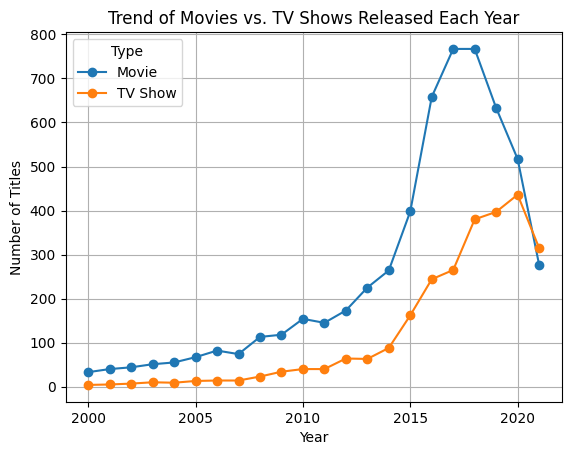 Trend of Movies vs. TV Shows Released Each Year
800
700
600
500
400
300
200
100
0
Number of Titles
Type
Movie
TV Show
2000
2005
2010
2015
2020
Year